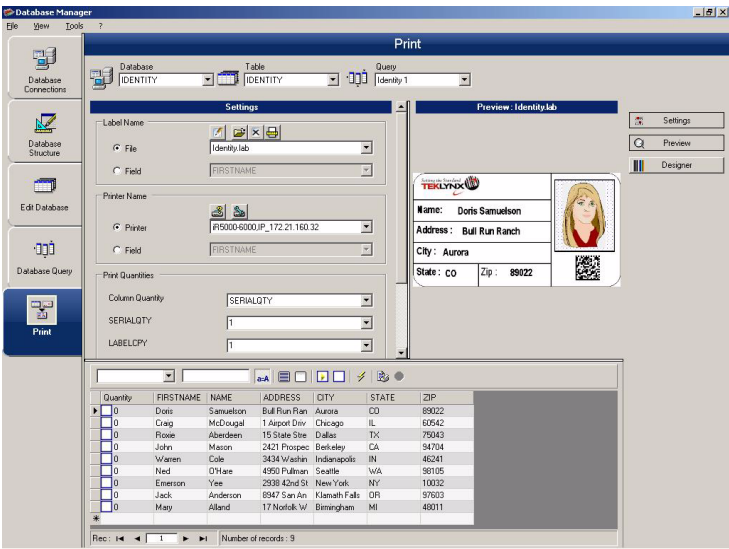 Database Manager
File View Tools ?
Print
Database
Connections
Database
Structure
Edit Database
Database Query
Print
Database Table Query
IDENTITY IDENTITY Identity 1
Settings
Label Name
File Identity.lab
Field FIRSTNAME
Printer Name
Printer iR5000-6000,IP_172.21.160.32
Field FIRSTNAME
Print Quantities
Column Quantity SERIALQTY
SERIALQTY 1
LABELCPY 1
Preview : Identity.lab
TEKLYNX
Name: Doris Samuelson
Address : Bull Run Ranch
City : Aurora
State : CO Zip : 89022
Settings
Preview
Designer
a=A
Quantity FIRSTNAME NAME ADDRESS CITY STATE ZIP
0 Doris Samuelson Bull Run Ran Aurora CO 89022
0 Craig McDougal 1 Airport Driv Chicago IL 60542
0 Roxie Aberdeen 15 State Stre Dallas TX 75043
0 John Mason 2421 Prospec Berkeley CA 94704
0 Warren Cole 3434 Washin Indianapolis IN 46241
0 Ned O'Hare 4950 Pullman Seattle WA 98105
0 Emerson Yee 2938 42nd St New York NY 10032
0 Jack Anderson 8947 San An Klamath Falls OR 97603
0 Mary Alland 17 Norfolk W Birmingham MI 48011
Rec : 1 Number of records : 9